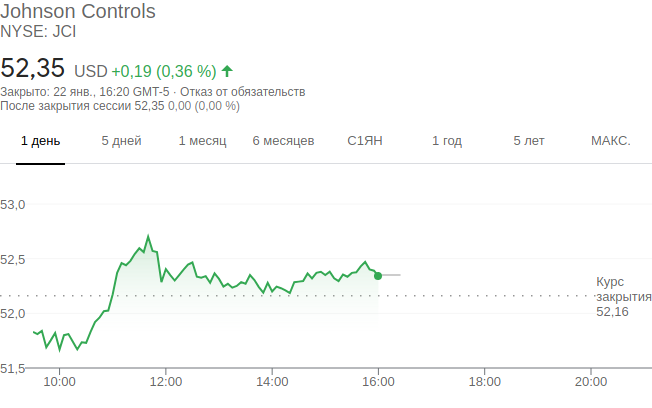 Johnson Controls
NYSE: JCI
52,35 USD +0,19 (0,36 %)
Закрыто: 22 янв., 16:20 GMT-5 · Отказ от обязательств
После закрытия сессии 52,35 0,00 (0,00 %)
1 день 5 дней 1 месяц 6 месяцев С1ЯН 1 год 5 лет МАКС.
53,0
52,5
Курс
закрытия
52,16
52,0
51,5
10:00 12:00 14:00 16:00 18:00 20:00